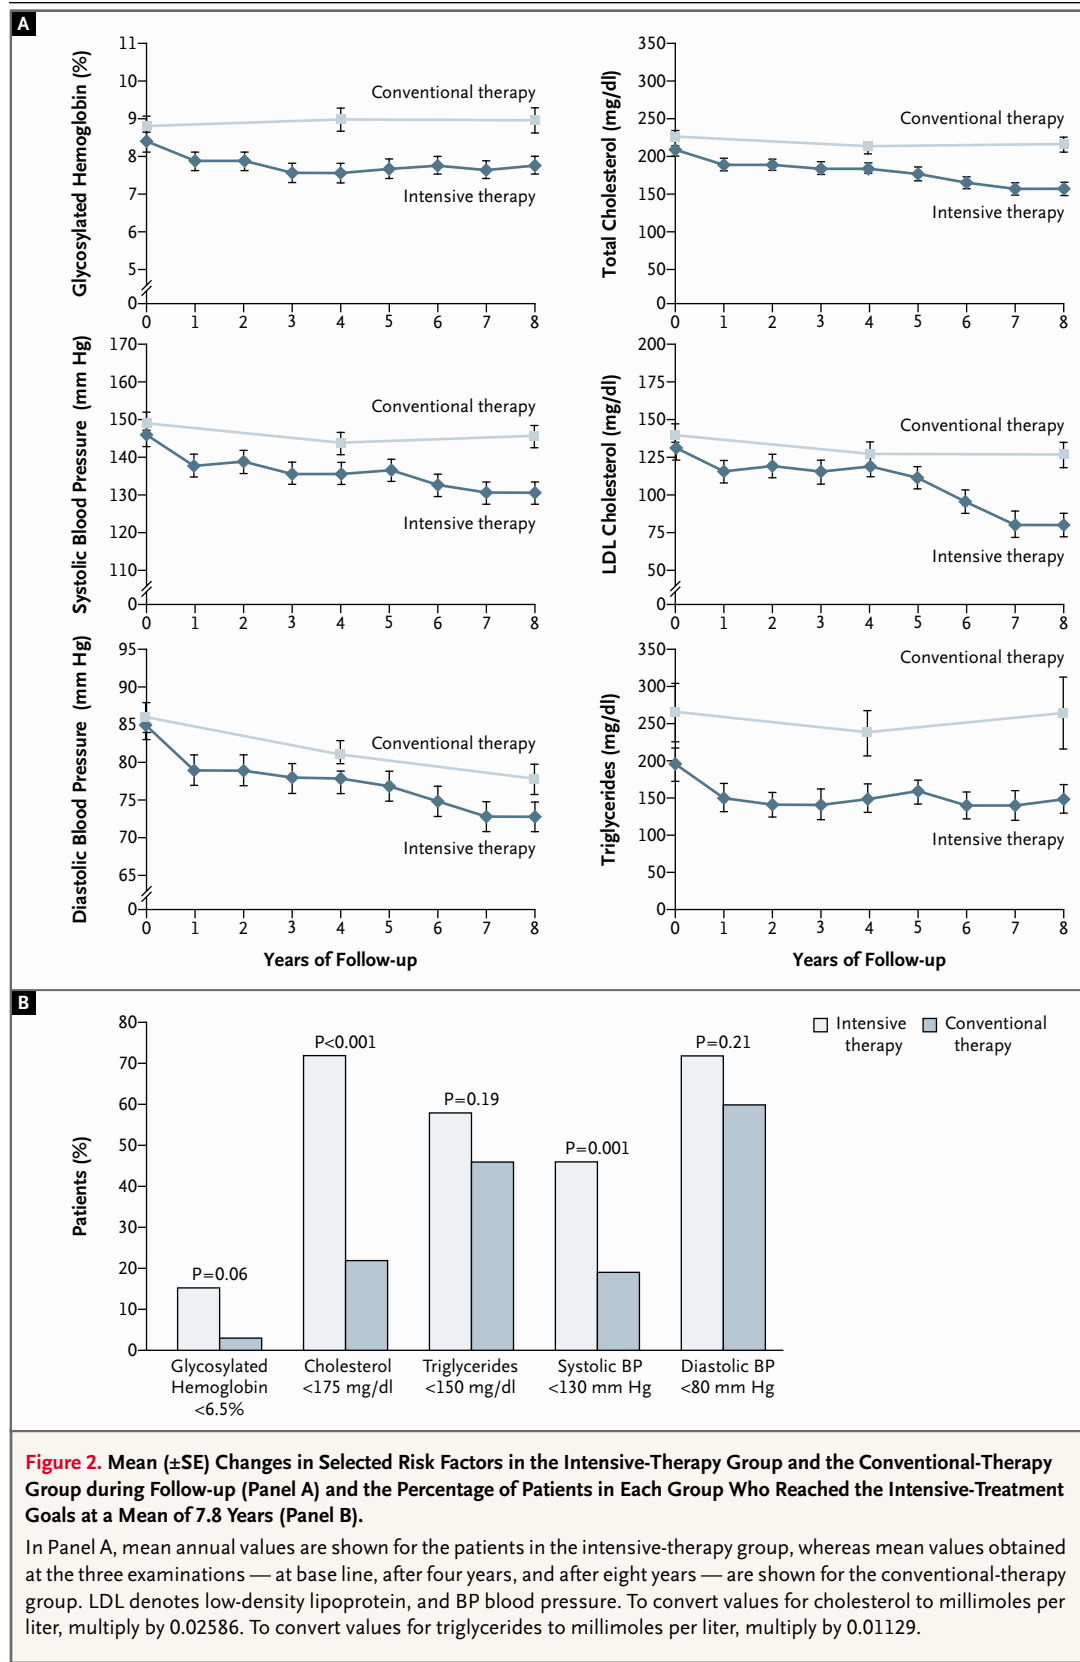 A
Glycosylated Hemoglobin (%)
11
10
9
8
7
6
5
0
Conventional therapy
Intensive therapy
0 1 2 3 4 5 6 7 8
Total Cholesterol (mg/dl)
350
300
250
200
150
100
50
0
Conventional therapy
Intensive therapy
0 1 2 3 4 5 6 7 8
Systolic Blood Pressure (mm Hg)
170
160
150
140
130
120
110
0
Conventional therapy
Intensive therapy
0 1 2 3 4 5 6 7 8
LDL Cholesterol (mg/dl)
200
175
150
125
100
75
50
0
Conventional therapy
Intensive therapy
0 1 2 3 4 5 6 7 8
Diastolic Blood Pressure (mm Hg)
95
90
85
80
75
70
65
0
Conventional therapy
Intensive therapy
0 1 2 3 4 5 6 7 8
Years of Follow-up
Triglycerides (mg/dl)
350
300
250
200
150
100
50
0
Conventional therapy
Intensive therapy
0 1 2 3 4 5 6 7 8
Years of Follow-up
B
Patients (%)
80
70
60
50
40
30
20
10
0
Intensive therapy
Conventional therapy
P=0.06
P<0.001
P=0.19
P=0.001
P=0.21
Glycosylated
Hemoglobin
<6.5%
Cholesterol
<175 mg/dl
Triglycerides
<150 mg/dl
Systolic BP
<130 mm Hg
Diastolic BP
<80 mm Hg
Figure 2. Mean (±SE) Changes in Selected Risk Factors in the Intensive-Therapy Group and the Conventional-Therapy
Group during Follow-up (Panel A) and the Percentage of Patients in Each Group Who Reached the Intensive-Treatment
Goals at a Mean of 7.8 Years (Panel B).
In Panel A, mean annual values are shown for the patients in the intensive-therapy group, whereas mean values obtained
at the three examinations — at base line, after four years, and after eight years — are shown for the conventional-therapy
group. LDL denotes low-density lipoprotein, and BP blood pressure. To convert values for cholesterol to millimoles per
liter, multiply by 0.02586. To convert values for triglycerides to millimoles per liter, multiply by 0.01129.